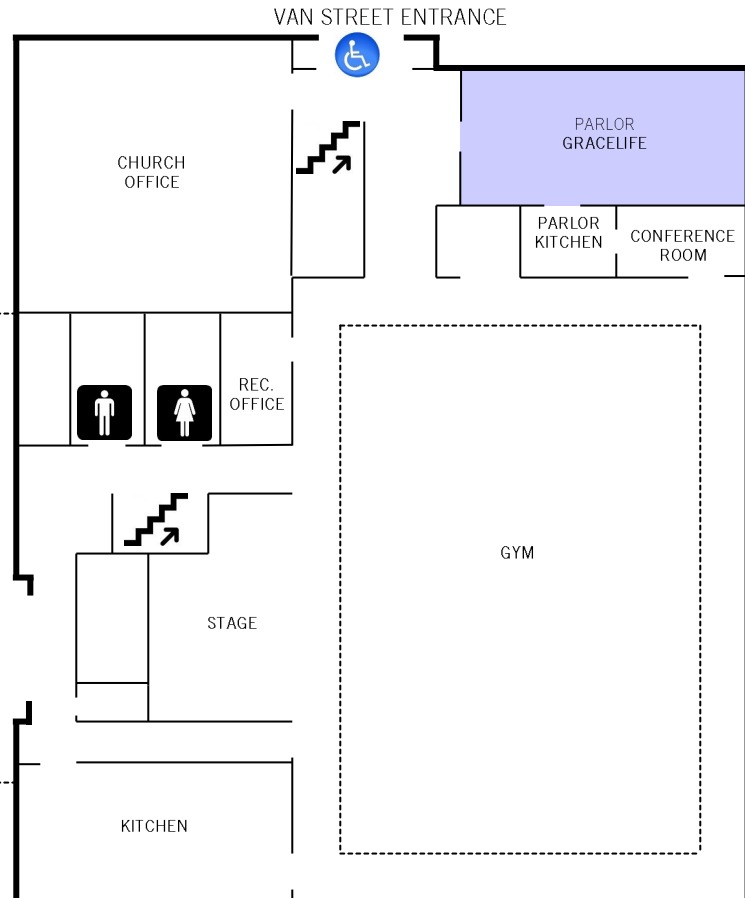 VAN STREET ENTRANCE
PARLOR
GRACELIFE
CHURCH
OFFICE
PARLOR
KITCHEN
CONFERENCE
ROOM
REC.
OFFICE
GYM
STAGE
KITCHEN